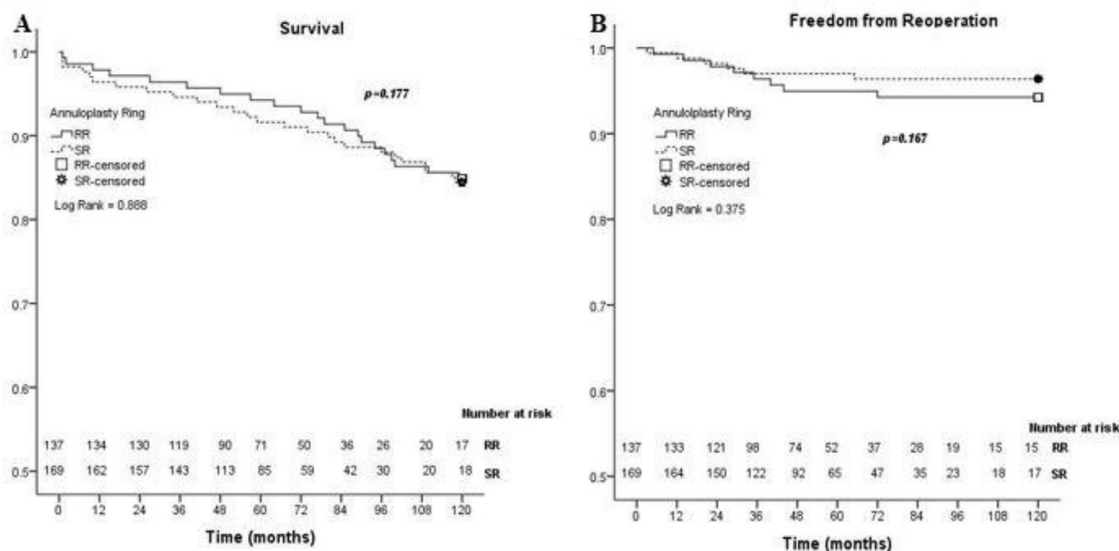 A
Survival
1.0
0.9
0.8
0.7
0.6
0.5
p=0.177
Annuloplasty Ring
RR
SR
RR-censored
SR-censored
Log Rank = 0.888
Number at risk
137 134 130 119 90 71 50 36 26 20 17 RR
169 162 157 143 113 85 59 42 30 20 18 SR
0 12 24 36 48 60 72 84 96 108 120
Time (months)
B
Freedom from Reoperation
1.0
0.9
0.8
0.7
0.6
0.5
p=0.167
Annulolplasty Ring
RR
SR
RR-censored
SR-censored
Log Rank = 0.375
Number at risk
137 133 121 98 74 52 37 28 19 15 15 RR
169 164 150 122 92 65 47 35 23 18 17 SR
0 12 24 36 48 60 72 84 96 108 120
Time (months)